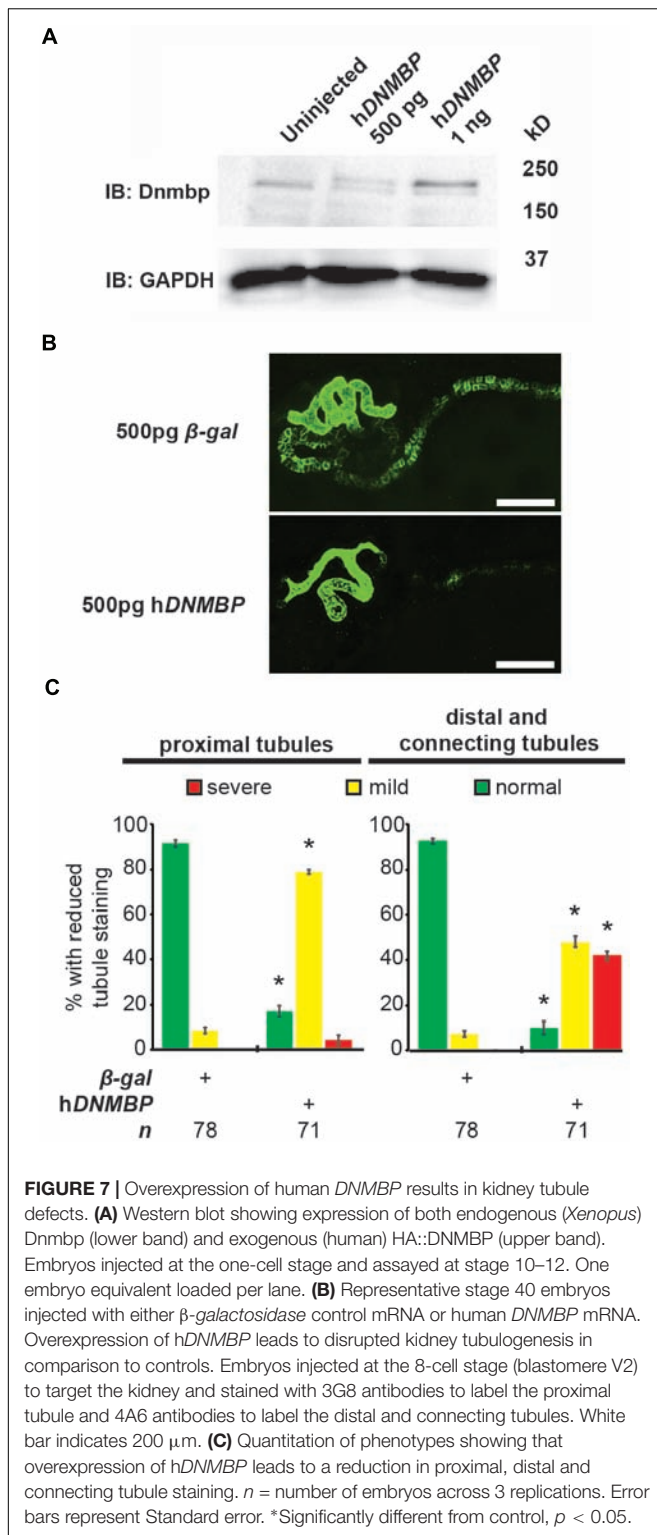 A
Uninjected
hDNMBP
500 pg
hDNMBP
1 ng
kD
IB: Dnmbp
250
150
37
IB: GAPDH
B
500pg β-gal
500pg hDNMBP
C
proximal tubules
distal and
connecting tubules
severe
mild
normal
% with reduced
tubule staining
100
80
60
40
20
0
*
*
100
80
60
40
20
0
*
*
*
β-gal + +
hDNMBP + +
n 78 71 78 71
FIGURE 7 | Overexpression of human DNMBP results in kidney tubule
defects. (A) Western blot showing expression of both endogenous (Xenopus)
Dnmbp (lower band) and exogenous (human) HA::DNMBP (upper band).
Embryos injected at the one-cell stage and assayed at stage 10–12. One
embryo equivalent loaded per lane. (B) Representative stage 40 embryos
injected with either β-galactosidase control mRNA or human DNMBP mRNA.
Overexpression of hDNMBP leads to disrupted kidney tubulogenesis in
comparison to controls. Embryos injected at the 8-cell stage (blastomere V2)
to target the kidney and stained with 3G8 antibodies to label the proximal
tubule and 4A6 antibodies to label the distal and connecting tubules. White
bar indicates 200 μm. (C) Quantitation of phenotypes showing that
overexpression of hDNMBP leads to a reduction in proximal, distal and
connecting tubule staining. n = number of embryos across 3 replications. Error
bars represent Standard error. *Significantly different from control, p < 0.05.